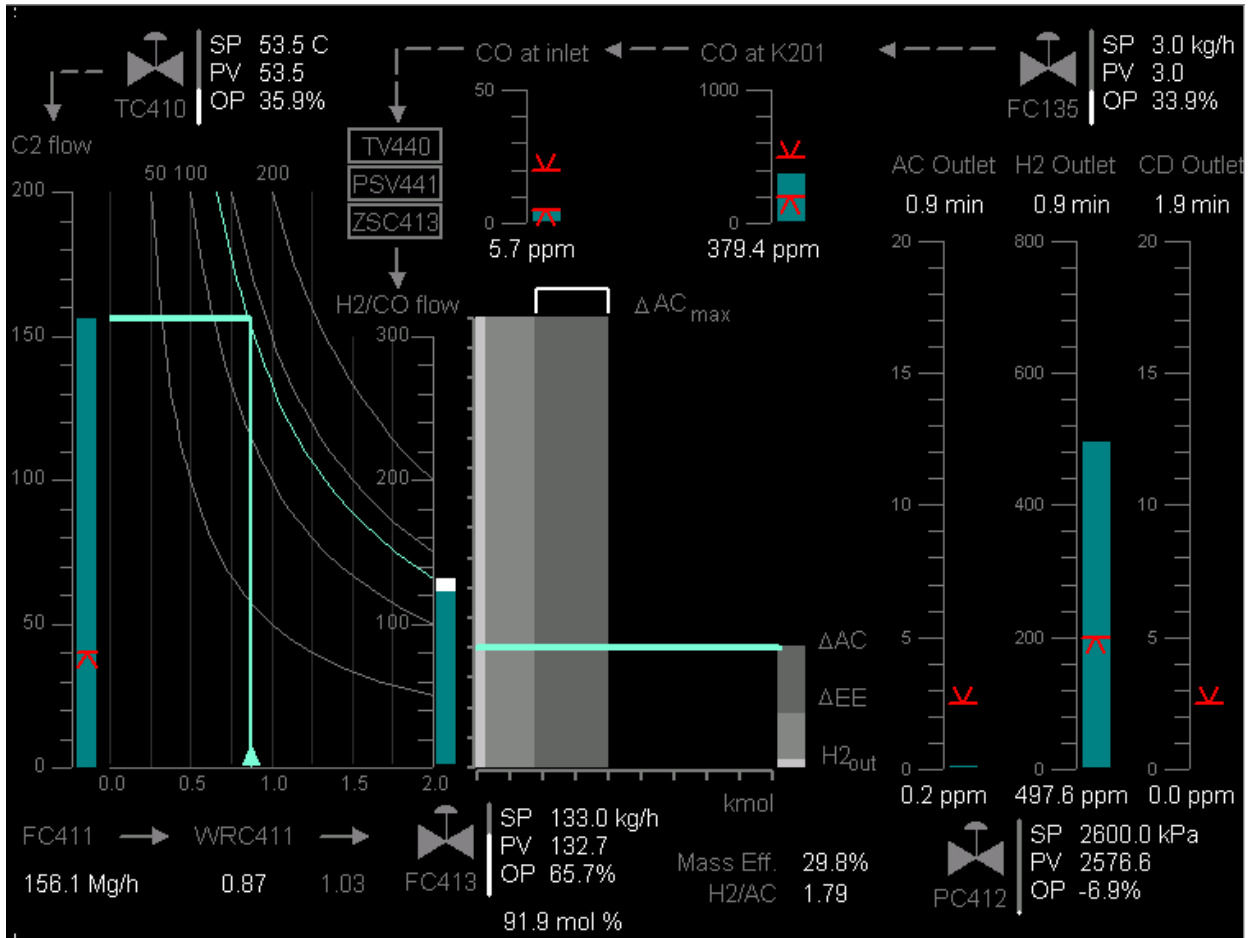 SP 53.5 C
PV 53.5
OP 35.9%
TC410
CO at inlet
CO at K201
SP 3.0 kg/h
PV 3.0
OP 33.9%
FC135
C2 flow
50 100 200
200
150
100
50
0
0.0 0.5 1.0 1.5 2.0
TV440
PSV441
ZSC413
H2/CO flow
300
200
100
50
0
5.7 ppm
1000
0
379.4 ppm
Δ AC max
ΔAC
ΔEE
H2out
kmol
AC Outlet H2 Outlet CD Outlet
0.9 min 0.9 min 1.9 min
20 800 20
15 600 15
10 400 10
5 200 5
0 0 0
0.2 ppm 497.6 ppm 0.0 ppm
FC411 WRC411
156.1 Mg/h 0.87 1.03
FC413
SP 133.0 kg/h
PV 132.7
OP 65.7%
91.9 mol %
Mass Eff. 29.8%
H2/AC 1.79
PC412
SP 2600.0 kPa
PV 2576.6
OP -6.9%